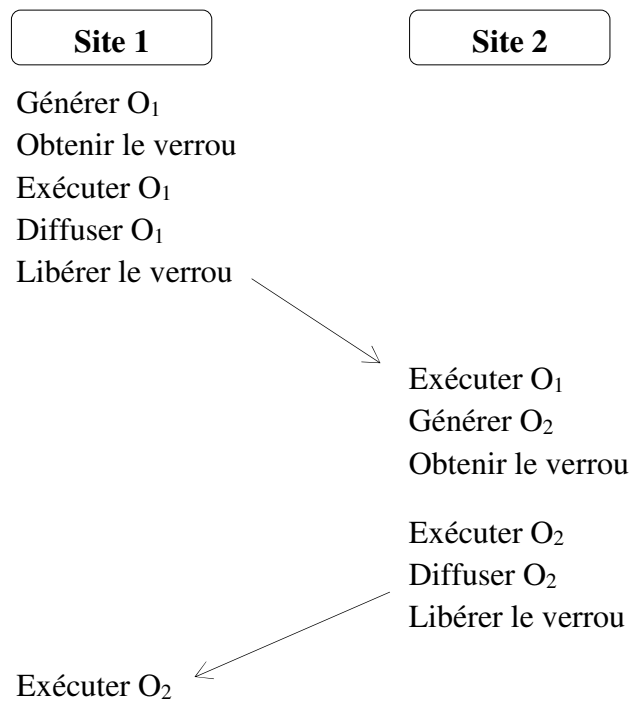 Site 1
Site 2
Générer O₁
Obtenir le verrou
Exécuter O₁
Diffuser O₁
Libérer le verrou
Exécuter O₁
Générer O₂
Obtenir le verrou
Exécuter O₂
Diffuser O₂
Libérer le verrou
Exécuter O₂